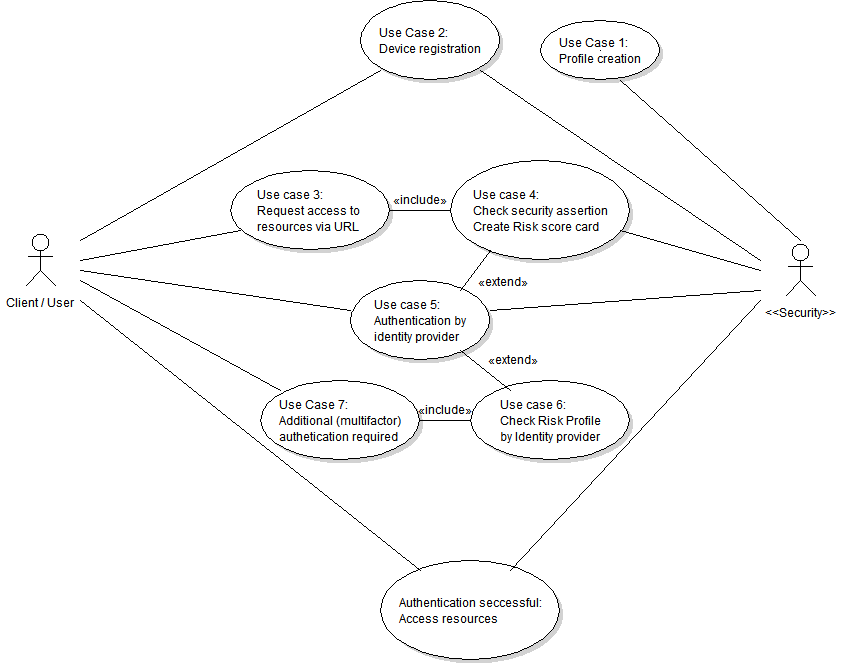 Use Case 2:
Device registration
Use Case 1:
Profile creation
Use case 3:
Request access to
resources via URL
«include»
Use case 4:
Check security assertion
Create Risk score card
Client / User
«extend»
<<Security>>
Use case 5:
Authentication by
identity provider
«extend»
Use Case 7:
Additional (multifactor)
authetication required
«include»
Use case 6:
Check Risk Profile
by Identity provider
Authentication seccessful:
Access resources